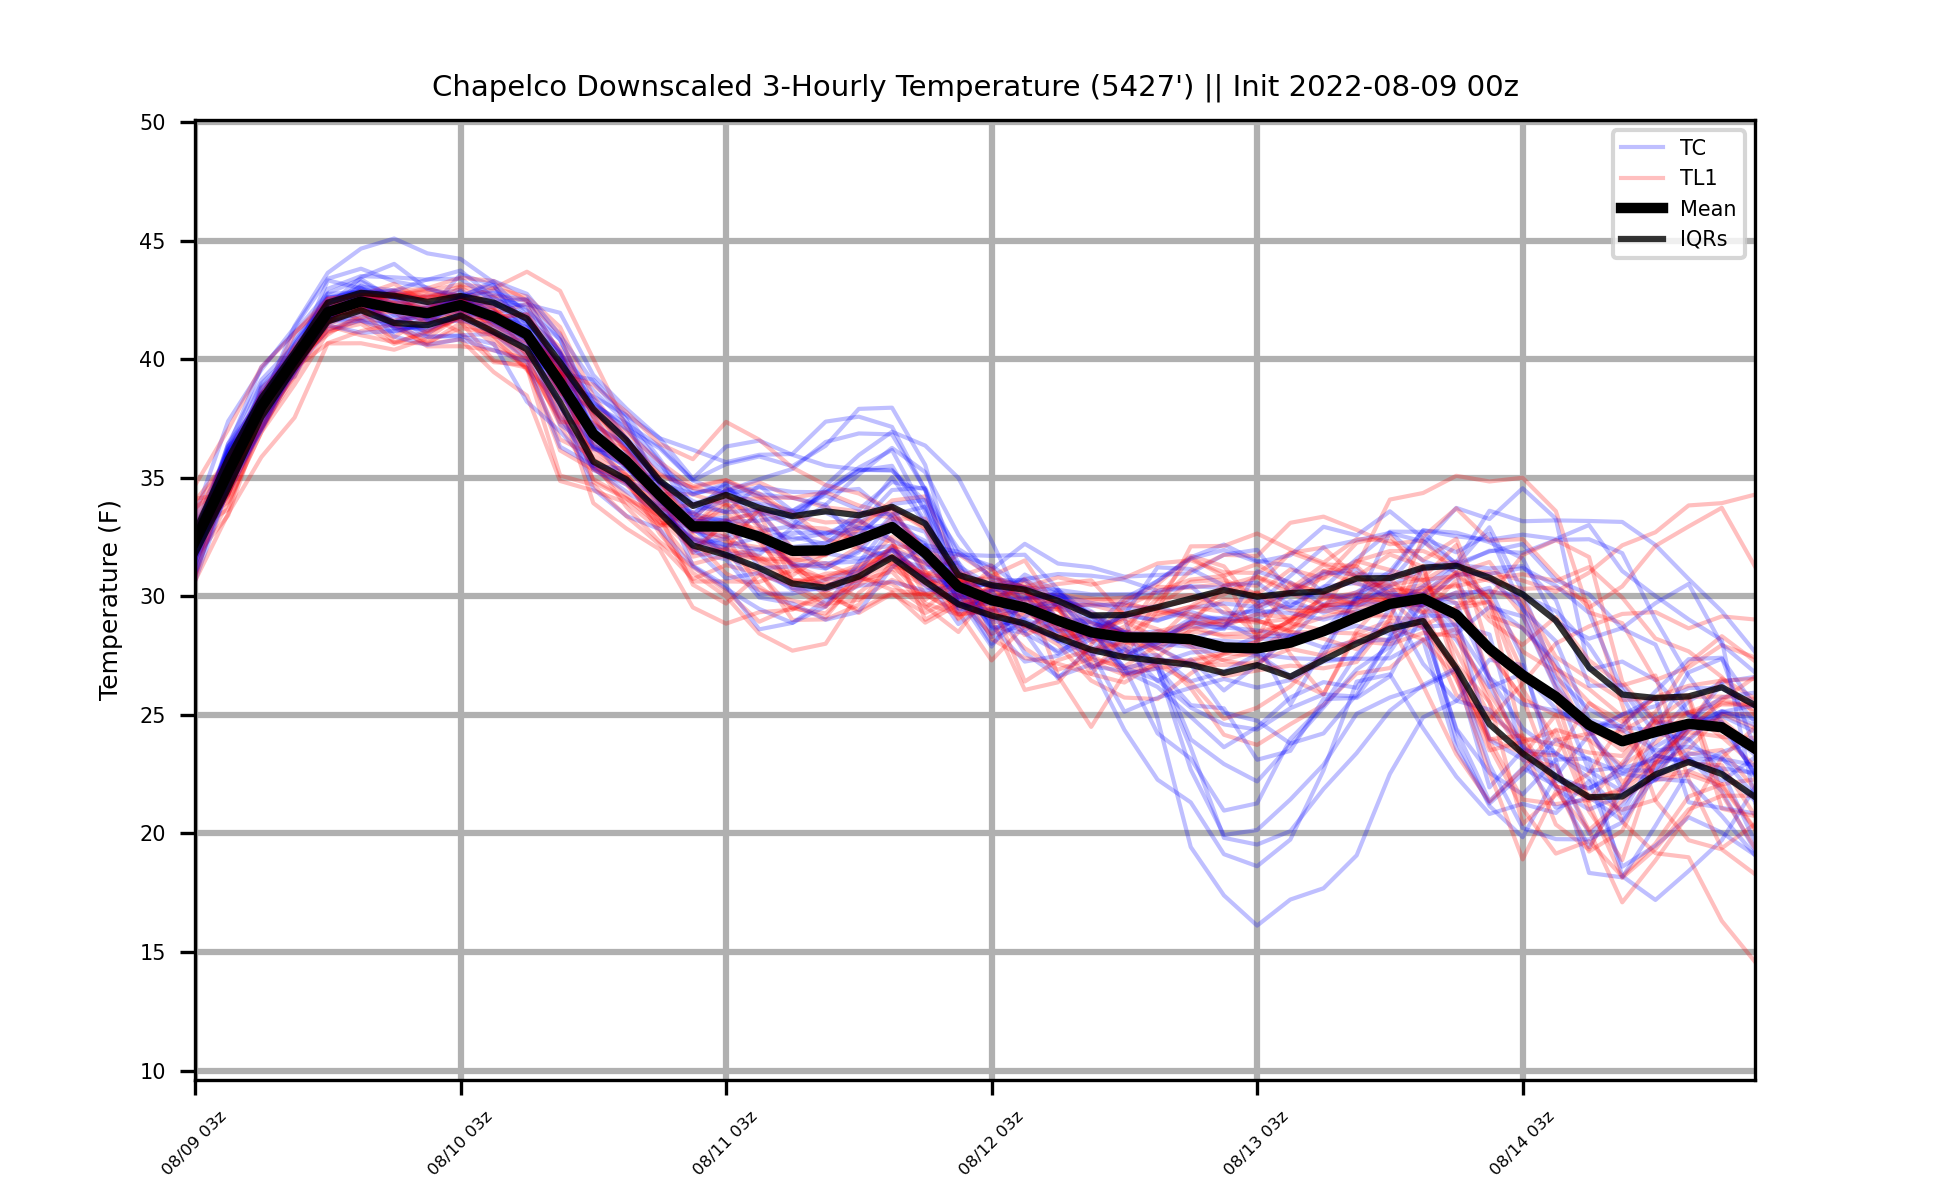 Chapelco Downscaled 3-Hourly Temperature (5427') || Init 2022-08-09 00z
TC
TL1
Mean
IQRs
Temperature (F)
50
45
40
35
30
25
20
15
10
08/09 03z
08/10 03z
08/11 03z
08/12 03z
08/13 03z
08/14 03z